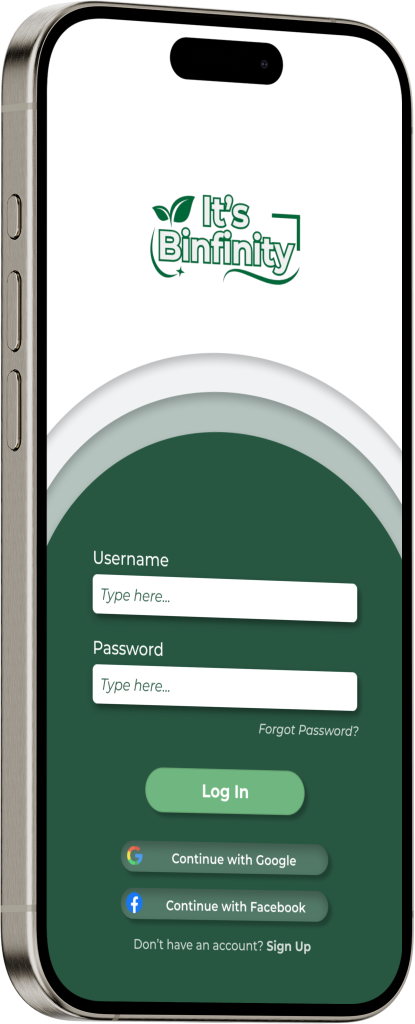 It's
Binfinity
Username
Type here...
Password
Type here...
Forgot Password?
Log In
Continue with Google
Continue with Facebook
Don't have an account? Sign Up